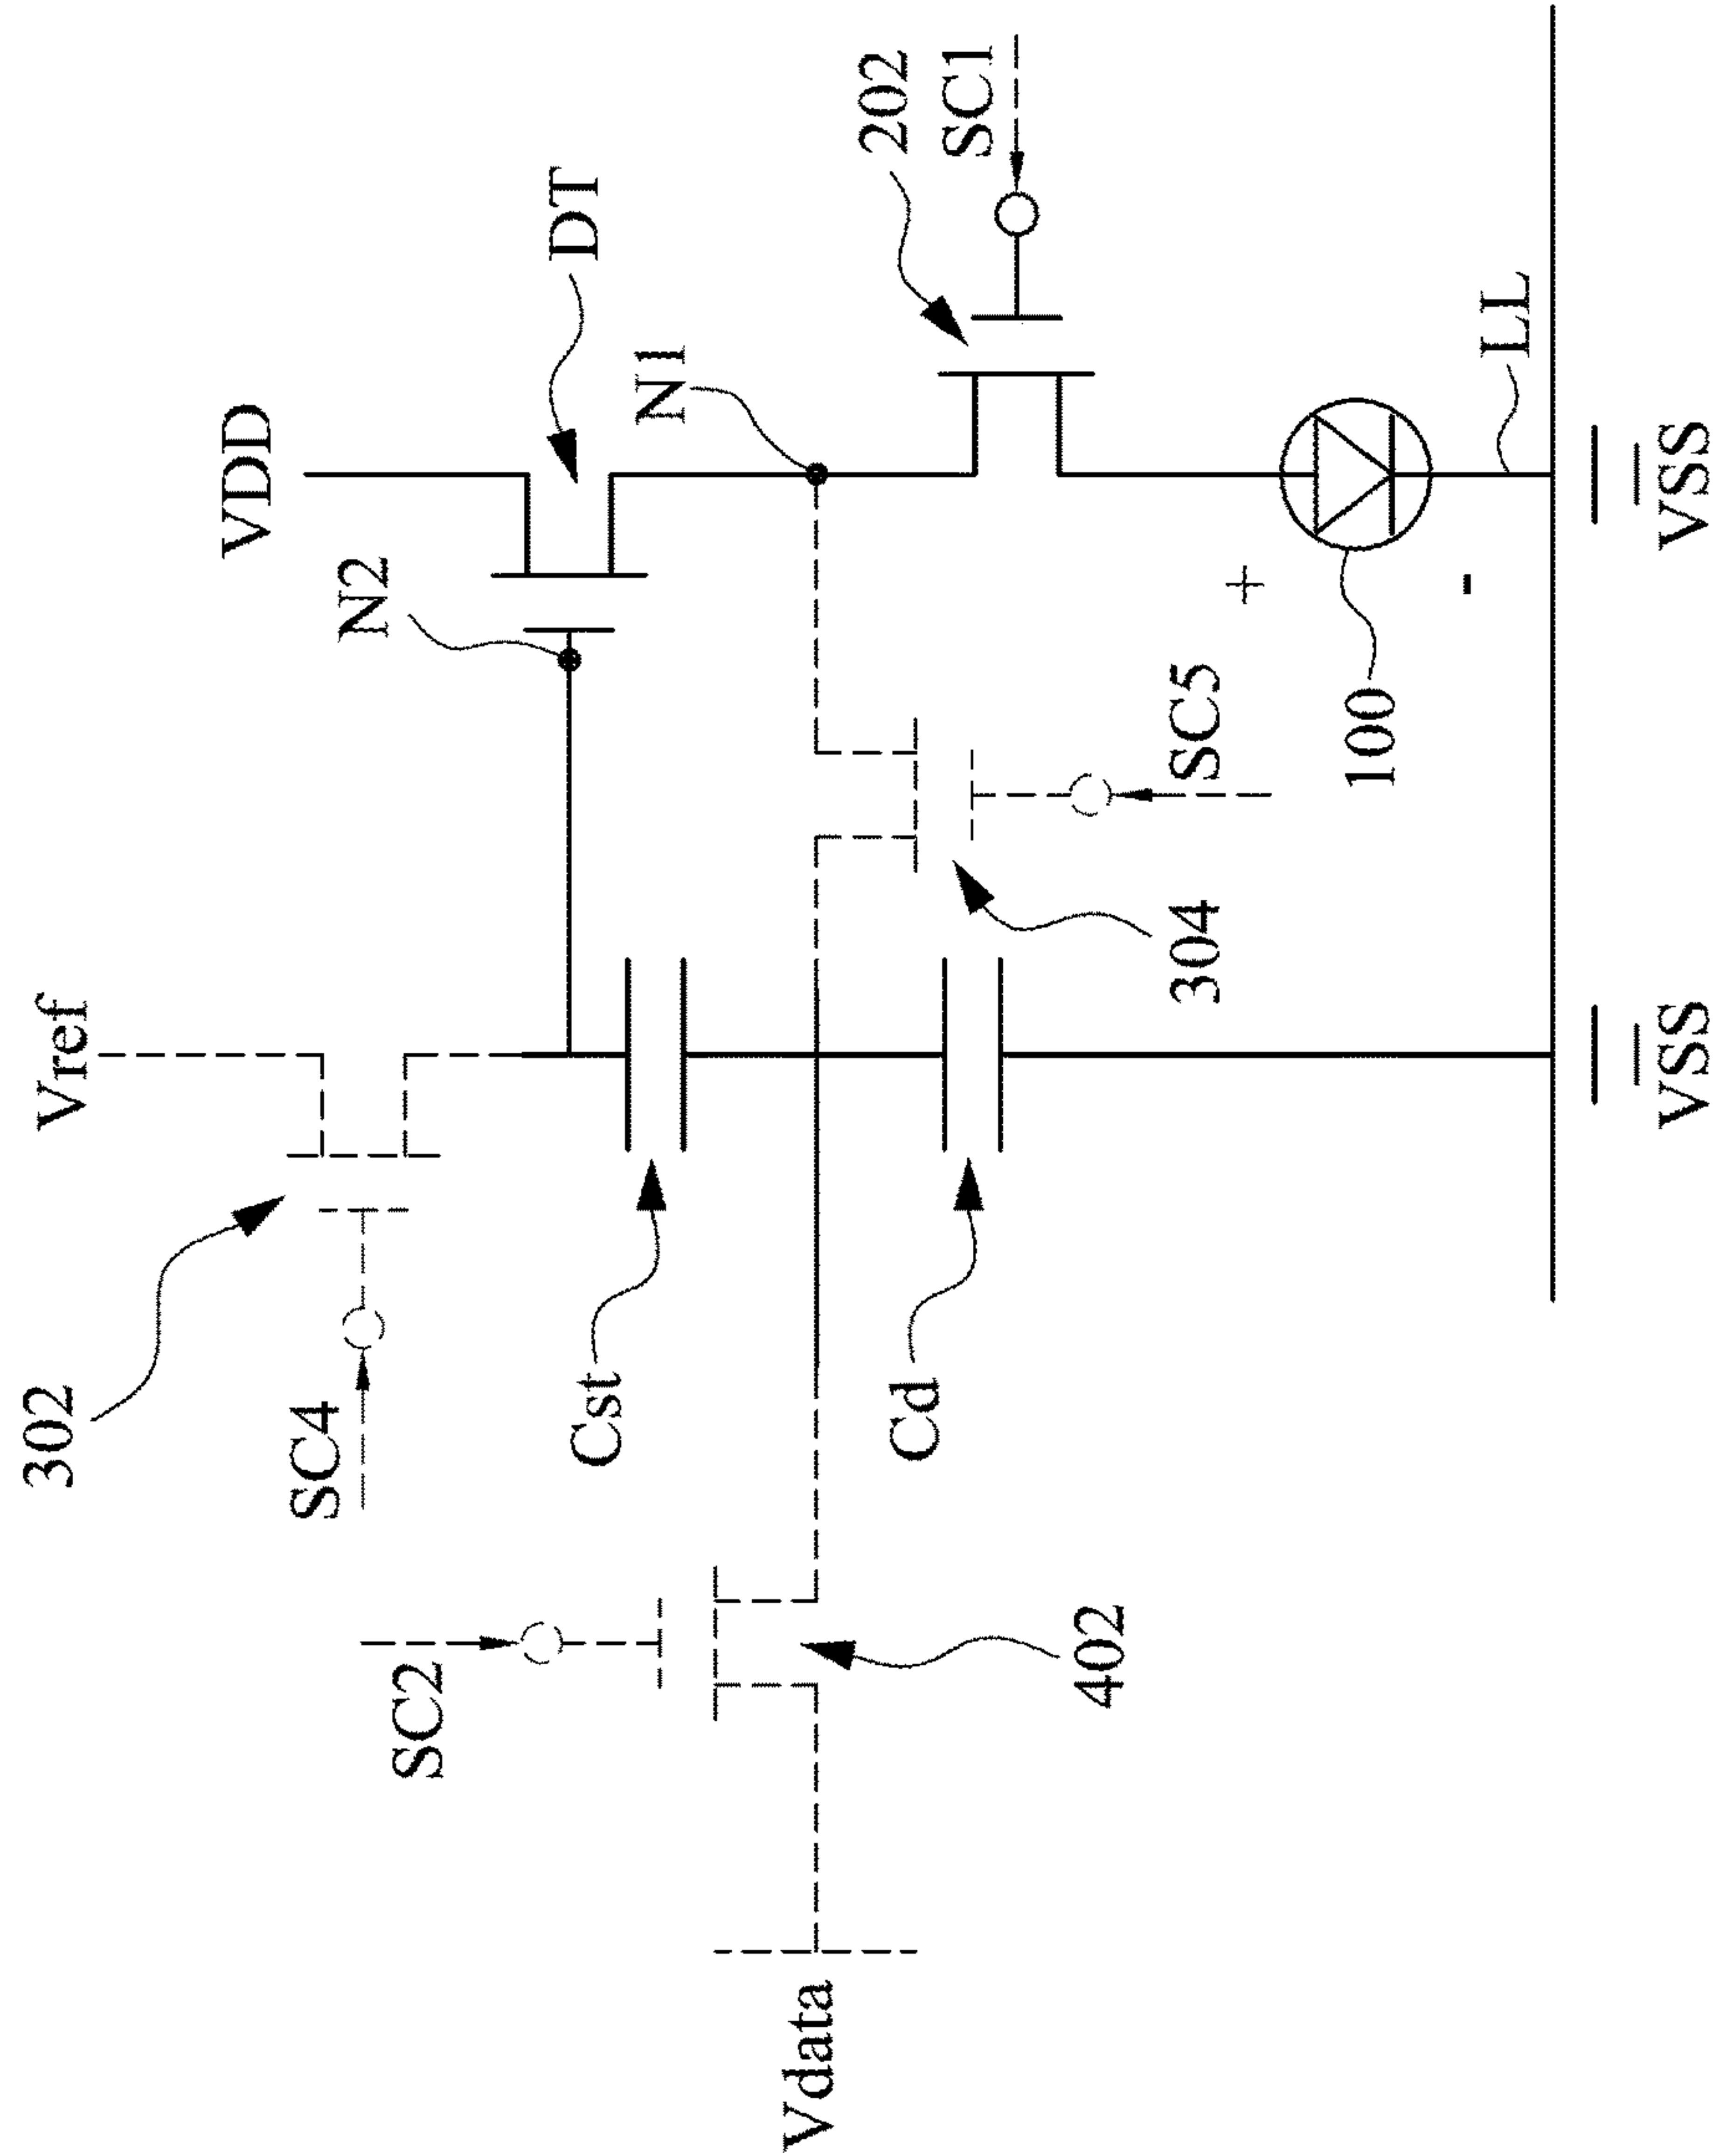 302
Vref
VDD
SC4
N2
SC2
DT
Cst
N1
Vdata
202
Cd
SC1
402
304
SC5
+
100
-
LL
VSS
VSS